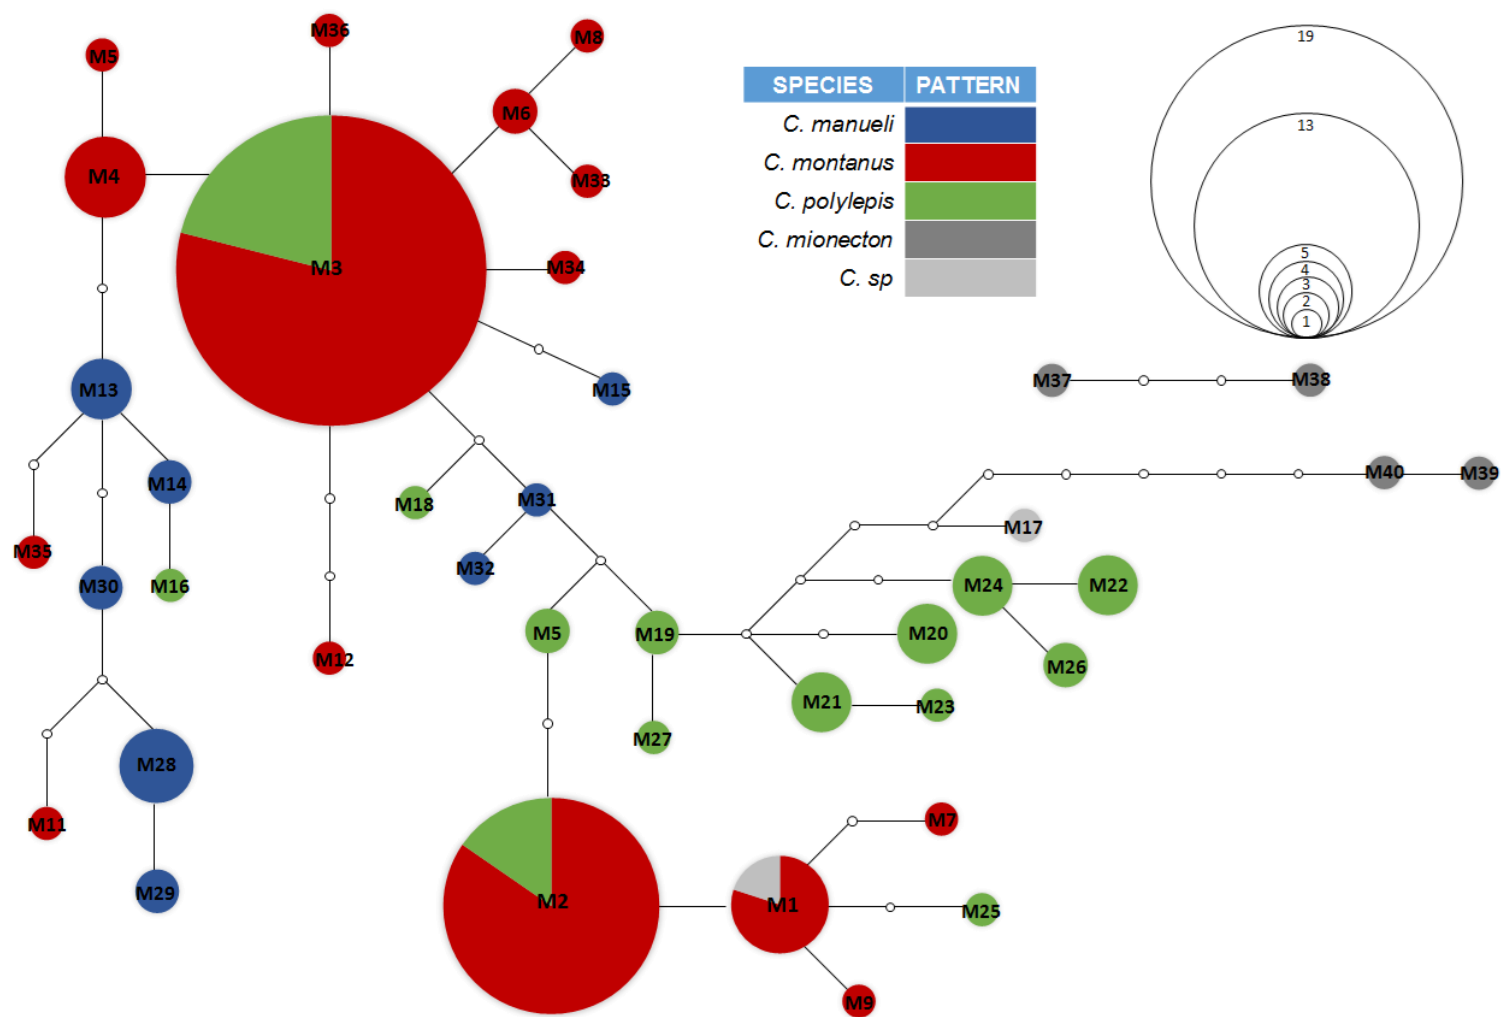 M36
M8
M5
19
SPECIES PATTERN
M6
C. manueli
13
M4
C. montanus
M33
C. polylepis
C. mionecton
M3
M34
5
C. sp
4
3
2
1
M13
M15
M37
M38
M14
M18
M31
M40
M39
M17
M35
M32
M30
M16
M24
M22
M5
M19
M20
M12
M26
M21
M23
M27
M28
M11
M7
M29
M2
M1
M25
M9